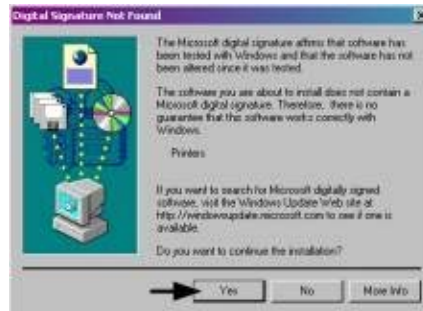 Digital Signature Not Found
The Microsoft digital signature affirms that software has
been tested with Windows and that the software has not
been altered since it was tested.
The software you are about to install does not contain a
Microsoft digital signature. Therefore, there is no
guarantee that this software works correctly with
Windows.
Printers
If you want to search for Microsoft digitally signed
software, visit the Windows Update Web site at
http://windowsupdate.microsoft.com to see if one is
available.
Do you want to continue the installation?
Yes
No
More Info